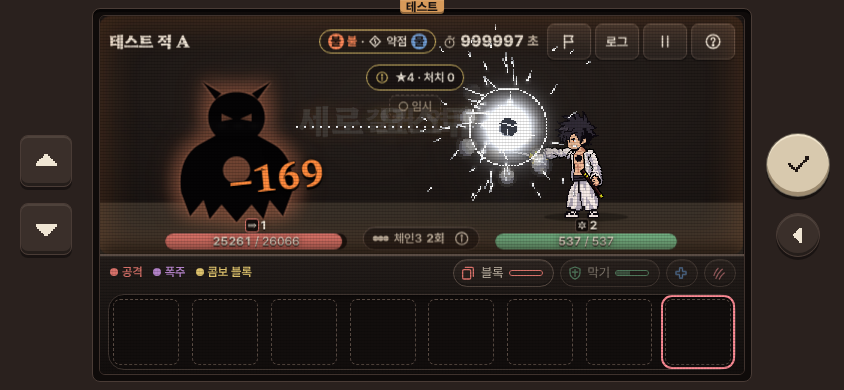 테스트
테스트 적 A
불 · 약점
999997 초
로그
★4 · 처치 0
임시
-169
1
25261 / 26066
체인3 2회
2
537 / 537
공격
폭주
콤보 블록
블록
막기